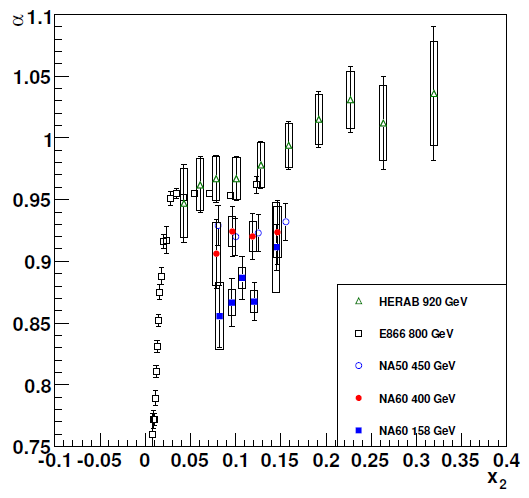 α
1.1
1.05
1
0.95
0.9
0.85
0.8
0.75
-0.1 -0.05 0 0.05 0.1 0.15 0.2 0.25 0.3 0.35 0.4
x2
HERAB 920 GeV
E866 800 GeV
NA50 450 GeV
NA60 400 GeV
NA60 158 GeV